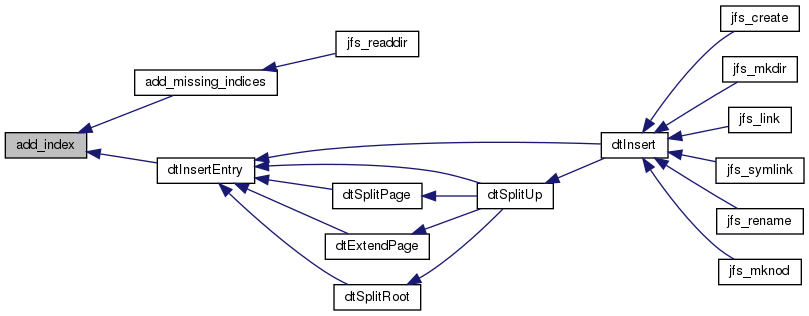 jfs_create
jfs_readdir
jfs_mkdir
add_missing_indices
jfs_link
add_index
dtInsert
dtInsertEntry
jfs_symlink
dtSplitPage
dtSplitUp
jfs_rename
dtExtendPage
jfs_mknod
dtSplitRoot